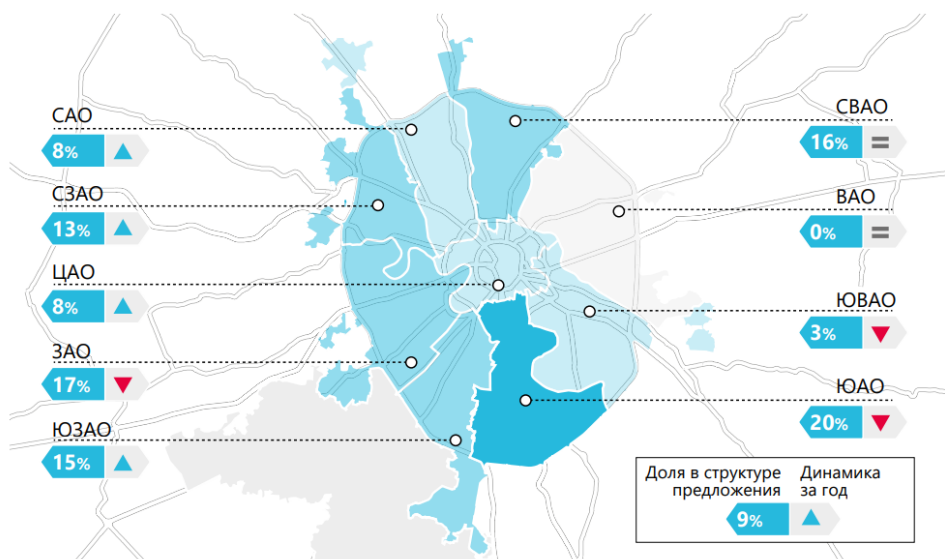 САО
8%
СЗАО
13%
ЦАО
8%
ЗАО
17%
ЮЗАО
15%
СВАО
16% =
ВАО
0% =
ЮВАО
3%
ЮАО
20%
Доля в структуре
предложения
Динамика
за год
9%